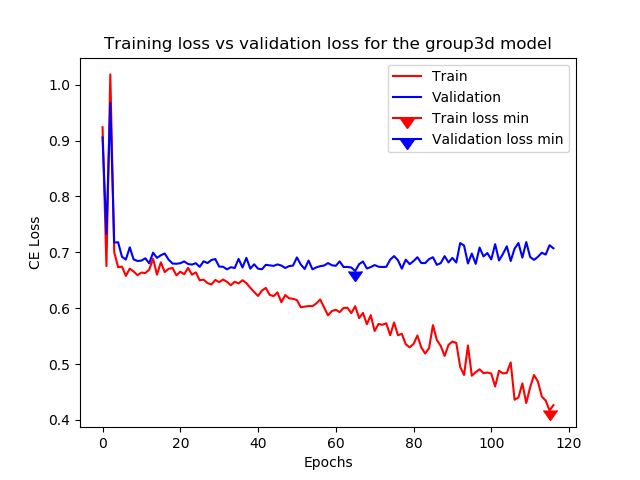 Training loss vs validation loss for the group3d model
Train
Validation
Train loss min
Validation loss min
CE Loss
1.0
0.9
0.8
0.7
0.6
0.5
0.4
0 20 40 60 80 100 120
Epochs